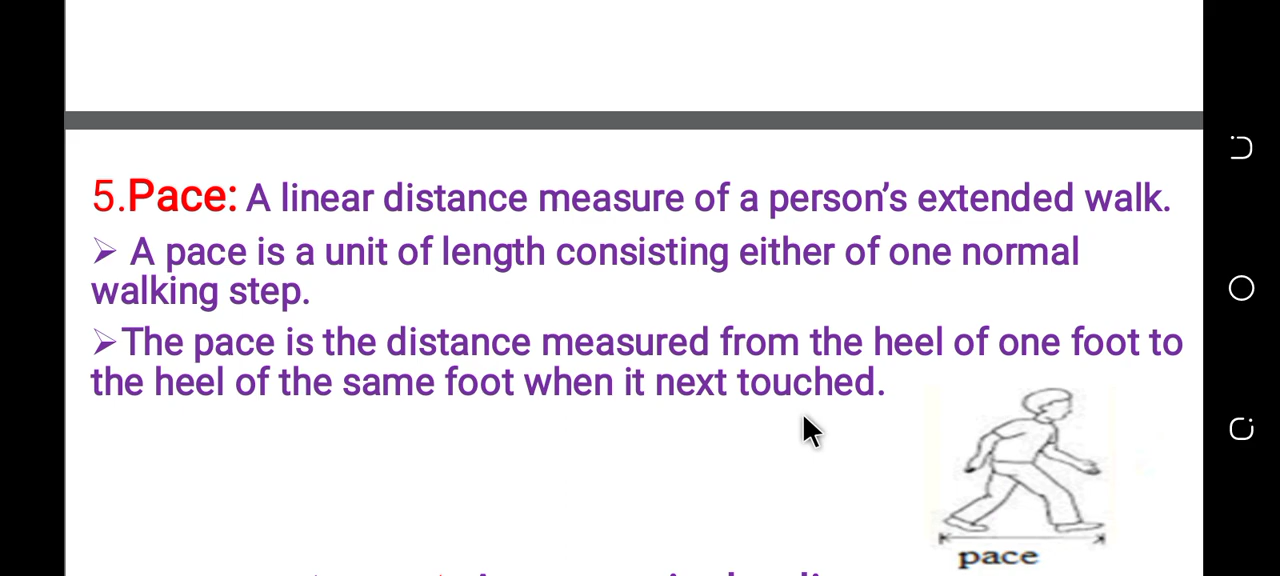 5.Pace: A linear distance measure of a person’s extended walk.
➢ A pace is a unit of length consisting either of one normal
walking step.
➢The pace is the distance measured from the heel of one foot to
the heel of the same foot when it next touched.
pace